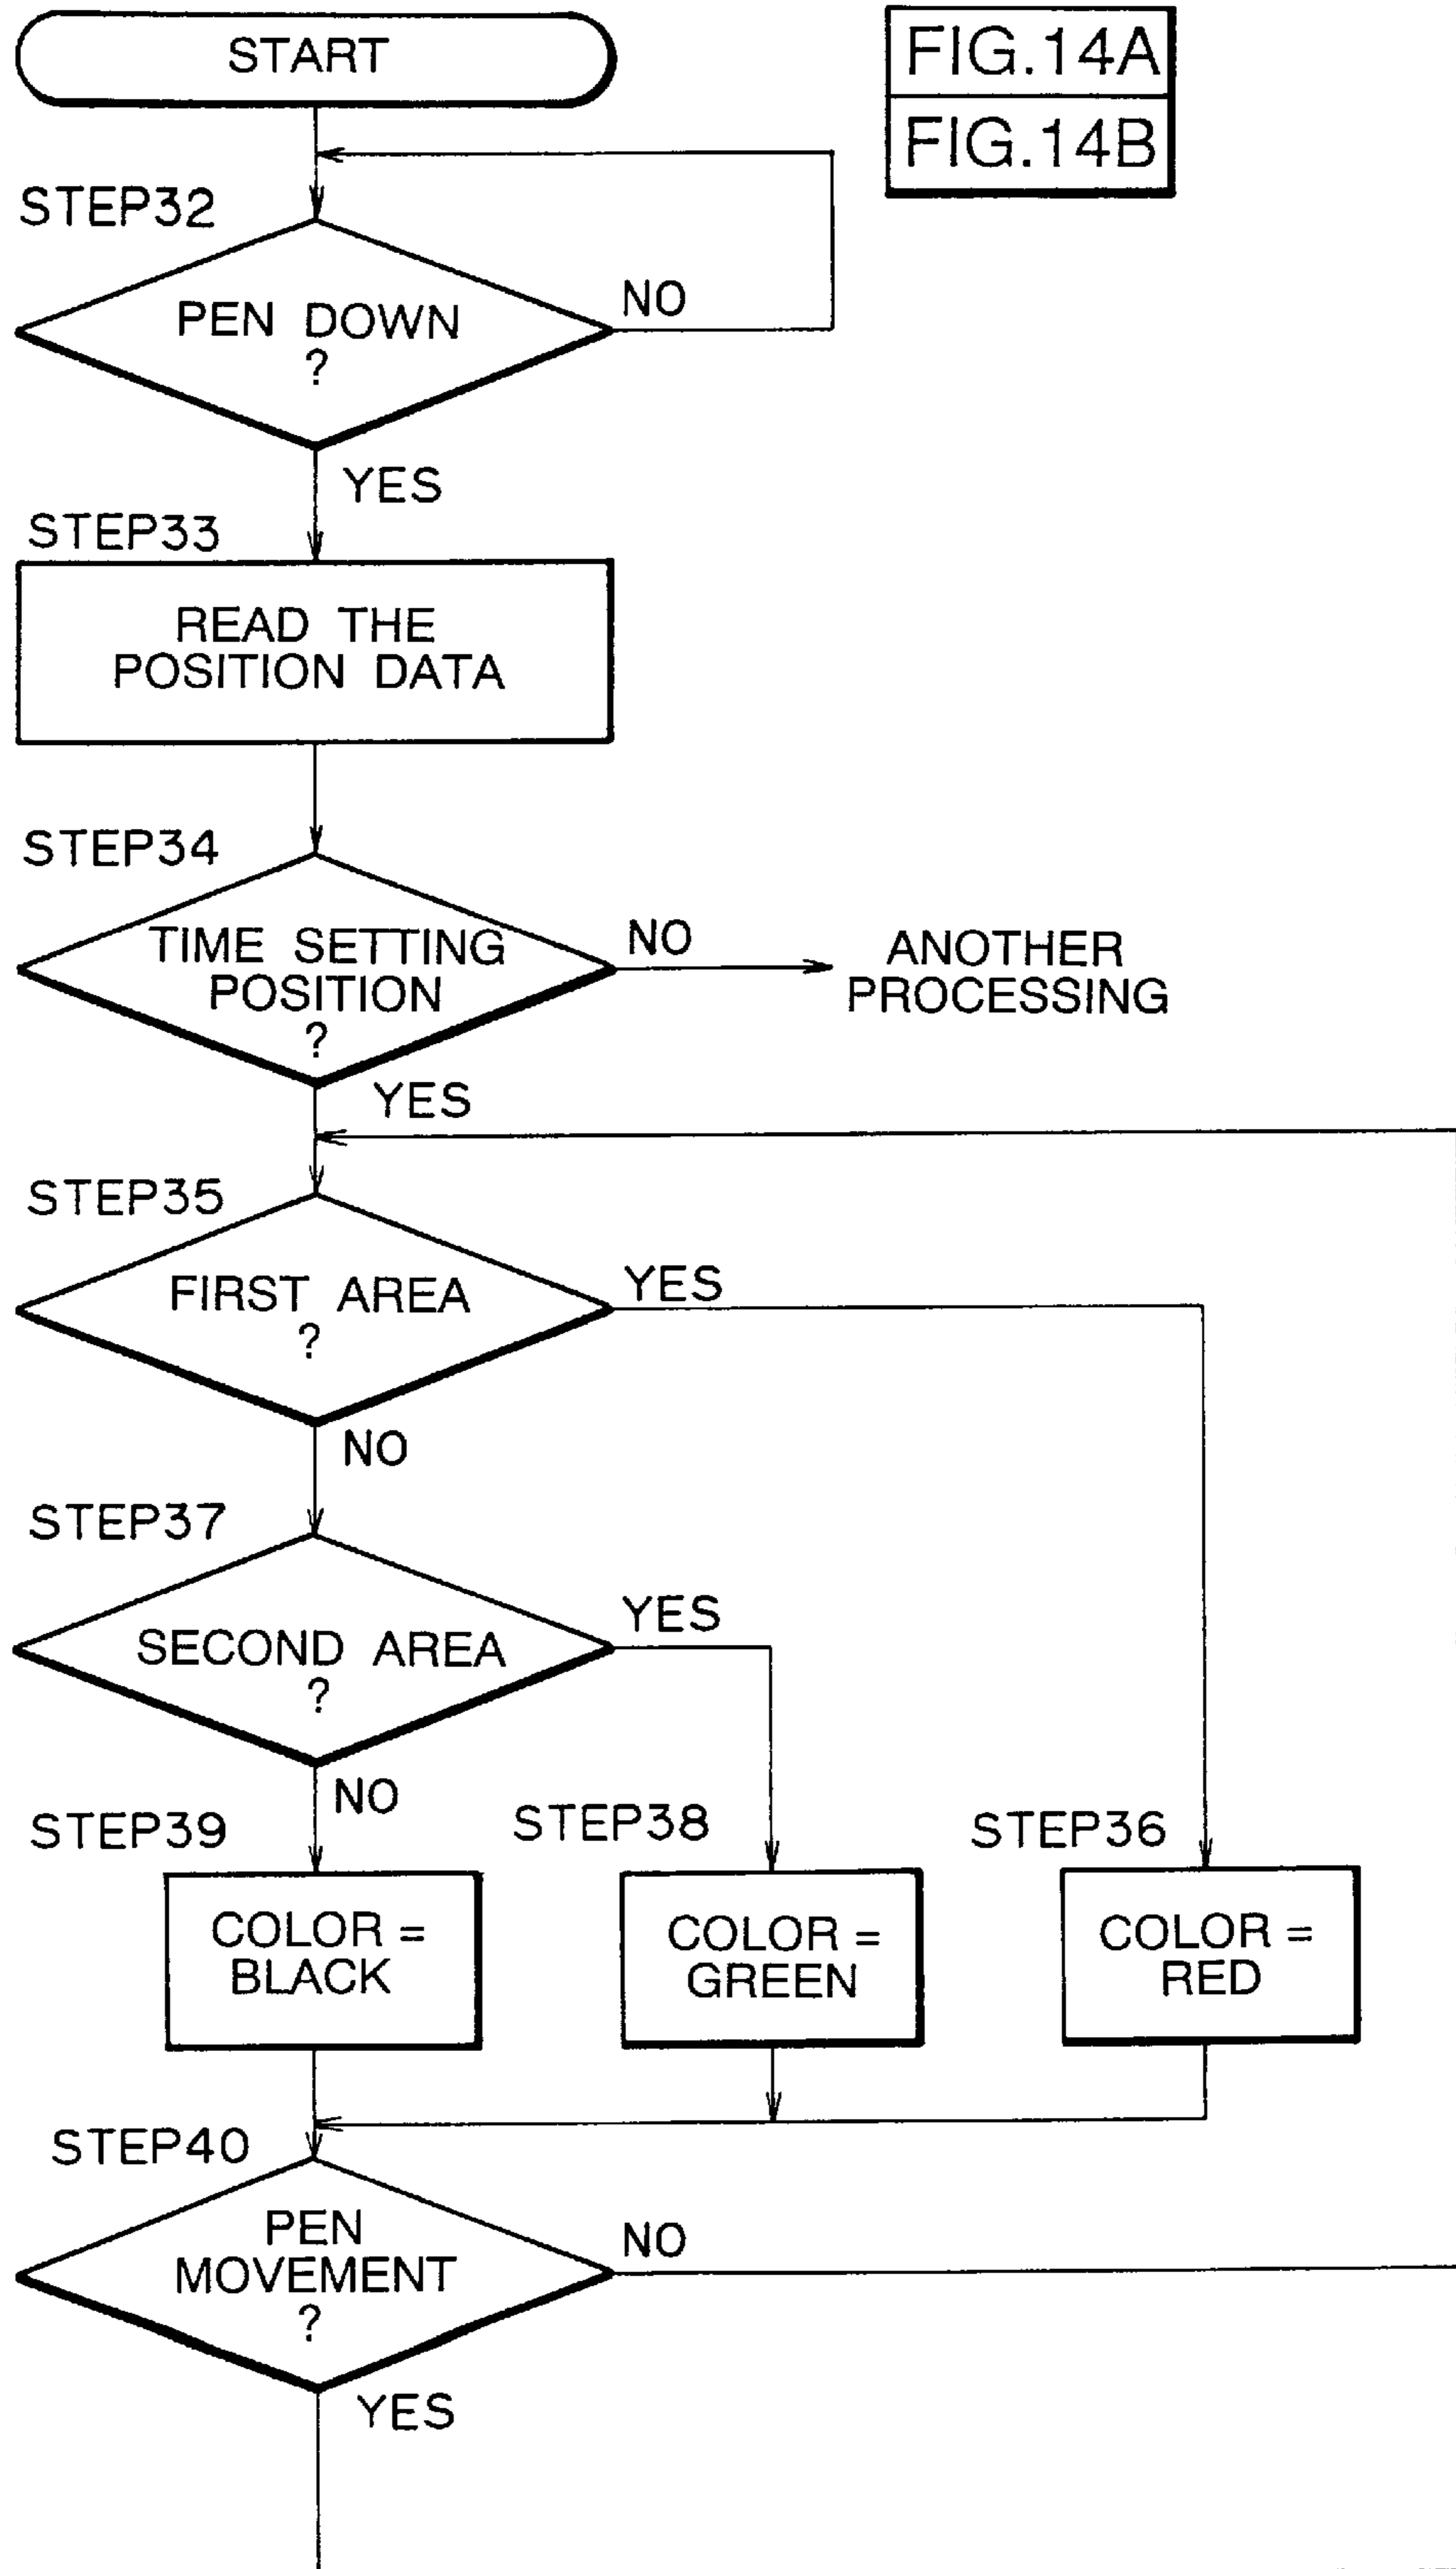 START
FIG.14A
FIG.14B
STEP32
PEN DOWN
?
NO
YES
STEP33
READ THE
POSITION DATA
STEP34
TIME SETTING
POSITION
?
NO
ANOTHER
PROCESSING
YES
STEP35
FIRST AREA
?
YES
NO
STEP37
SECOND AREA
?
YES
NO
STEP39
COLOR =
BLACK
STEP38
COLOR =
GREEN
STEP36
COLOR =
RED
STEP40
PEN
MOVEMENT
?
NO
YES